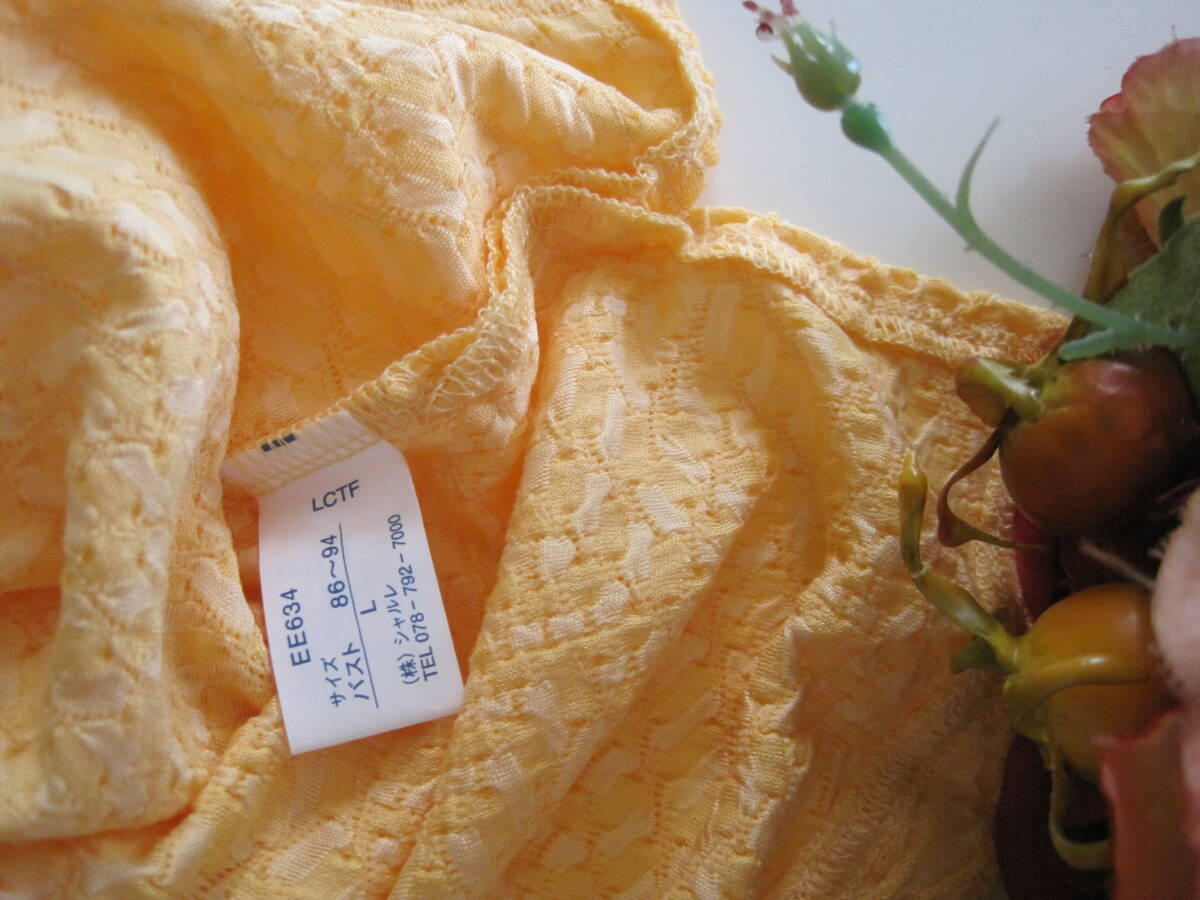 EE634 LCTF
サイズ
バスト 86〜94
L
(株) シャルレ
TEL 078-792-7000